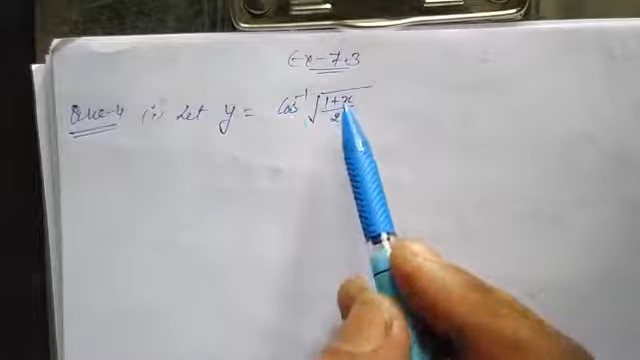 Ex-7.3
Que-4 (i) Let y = Cos⁻¹ √(1+x/2)